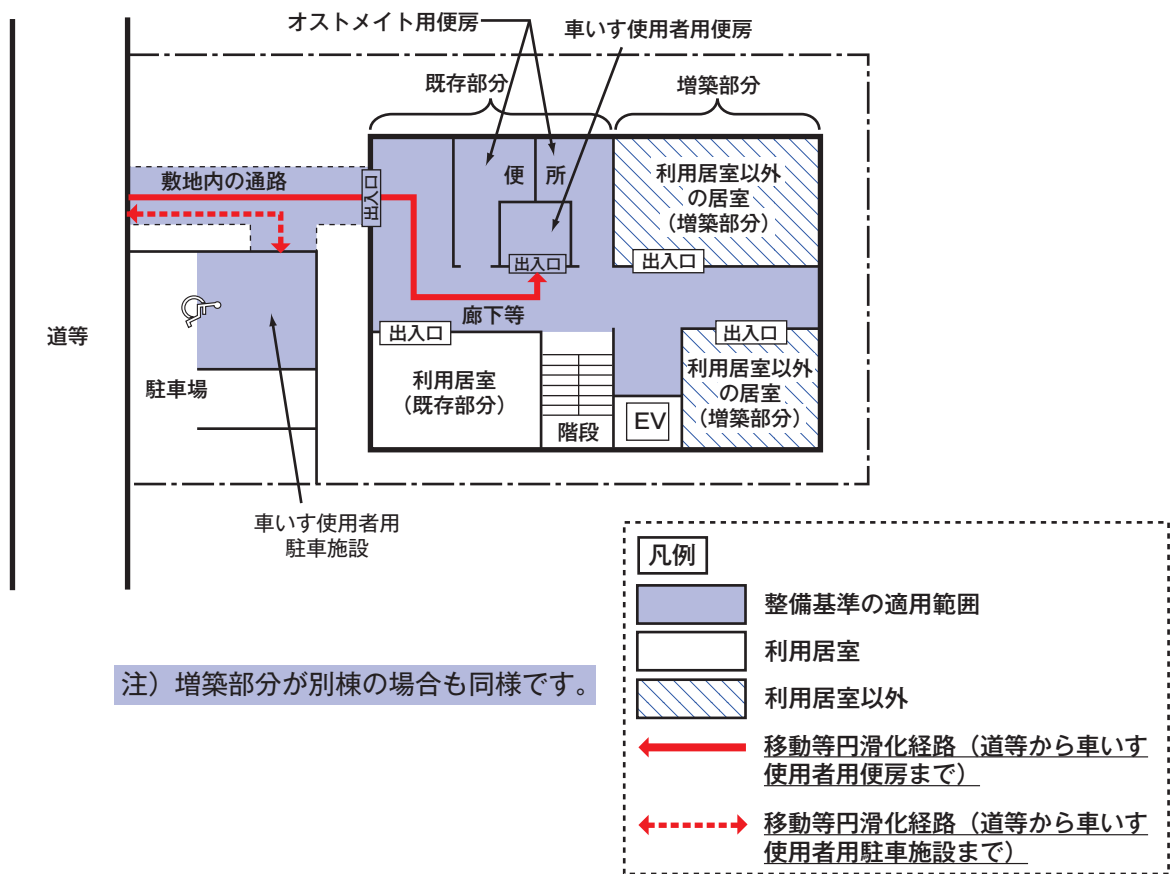 オストメイト用便房
車いす使用者用便房
既存部分
増築部分
敷地内の通路
出入口
便 所
利用居室以外
の居室
（増築部分）
出入口
出入口
廊下等
出入口
出入口
道等
駐車場
利用居室
（既存部分）
階段
EV
利用居室以外
の居室
（増築部分）
車いす使用者用
駐車施設
注）増築部分が別棟の場合も同様です。
凡例
整備基準の適用範囲
利用居室
利用居室以外
移動等円滑化経路（道等から車いす
使用者用便房まで）
移動等円滑化経路（道等から車いす
使用者用駐車施設まで）